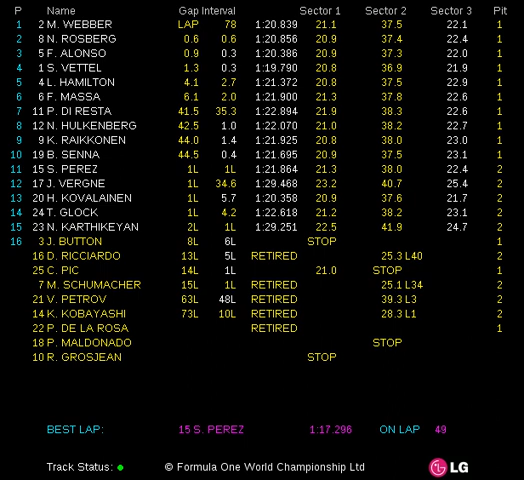 P Name Gap Interval Sector 1 Sector 2 Sector 3 Pit
1 2 M. WEBBER LAP 78 1:20.839 21.1 37.5 22.1 1
2 8 N. ROSBERG 0.6 0.6 1:20.856 20.9 37.4 22.4 1
3 5 F. ALONSO 0.9 0.3 1:20.386 20.9 37.3 22.0 1
4 1 S. VETTEL 1.3 0.3 1:19.790 20.8 36.9 21.9 1
5 4 L. HAMILTON 4.1 2.7 1:21.372 20.8 37.5 22.9 1
6 6 F. MASSA 6.1 2.0 1:21.900 21.3 37.8 22.6 1
7 11 P. DI RESTA 41.5 35.3 1:22.894 21.9 38.3 22.6 1
8 12 N. HULKENBERG 42.5 1.0 1:22.070 21.0 38.2 22.7 1
9 9 K. RAIKKONEN 44.0 1.4 1:21.925 20.8 38.0 23.0 1
10 19 B. SENNA 44.5 0.4 1:21.695 20.9 37.5 23.1 1
11 15 S. PEREZ 1L 1L 1:21.864 21.3 38.0 22.4 2
12 17 J. VERGNE 1L 34.6 1:29.468 23.2 40.7 25.4 2
13 20 H. KOVALAINEN 1L 5.7 1:20.358 20.9 37.6 21.7 2
14 24 T. GLOCK 1L 4.2 1:22.618 21.2 38.2 23.1 2
15 23 N. KARTHIKEYAN 2L 1L 1:29.251 22.5 41.9 24.7 2
16 3 J. BUTTON 8L 6L STOP 1
16 D. RICCIARDO 13L 5L RETIRED 25.3 L40 2
25 C. PIC 14L 1L 21.0 STOP 1
7 M. SCHUMACHER 15L 1L RETIRED 25.1 L34 2
21 V. PETROV 63L 48L RETIRED 39.3 L3 2
14 K. KOBAYASHI 73L 10L RETIRED 28.3 L1 2
22 P. DE LA ROSA RETIRED 1
18 P. MALDONADO STOP
10 R. GROSJEAN STOP
BEST LAP: 15 S. PEREZ 1:17.296 ON LAP 49
Track Status: © Formula One World Championship Ltd LG